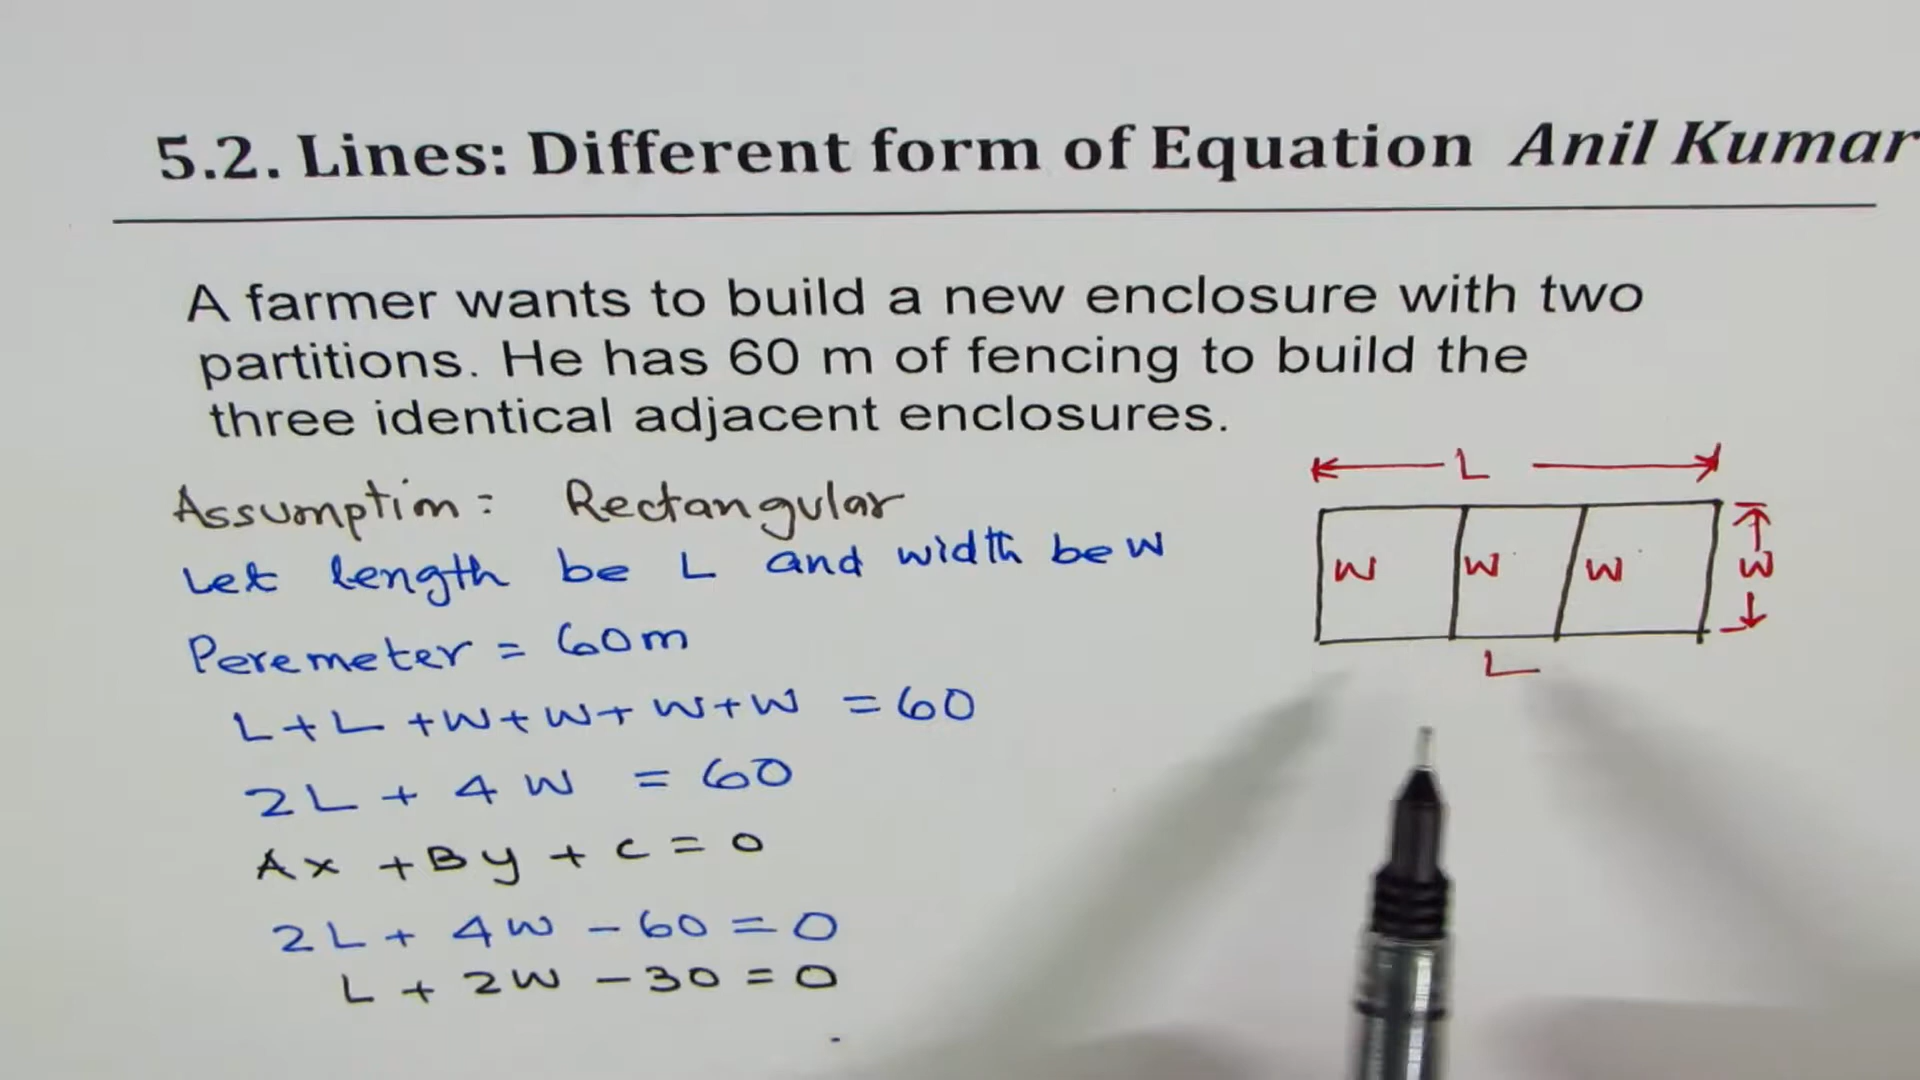 5.2. Lines: Different form of Equation Anil Kumar
A farmer wants to build a new enclosure with two
partitions. He has 60 m of fencing to build the
three identical adjacent enclosures.
Assumption: Rectangular
Let length be L and width be W
Peremeter = 60m
L+L+W+W+W+W = 60
2L + 4W = 60
Ax + By + C = 0
2L + 4W - 60 = 0
L + 2W - 30 = 0
L
W W W W
L